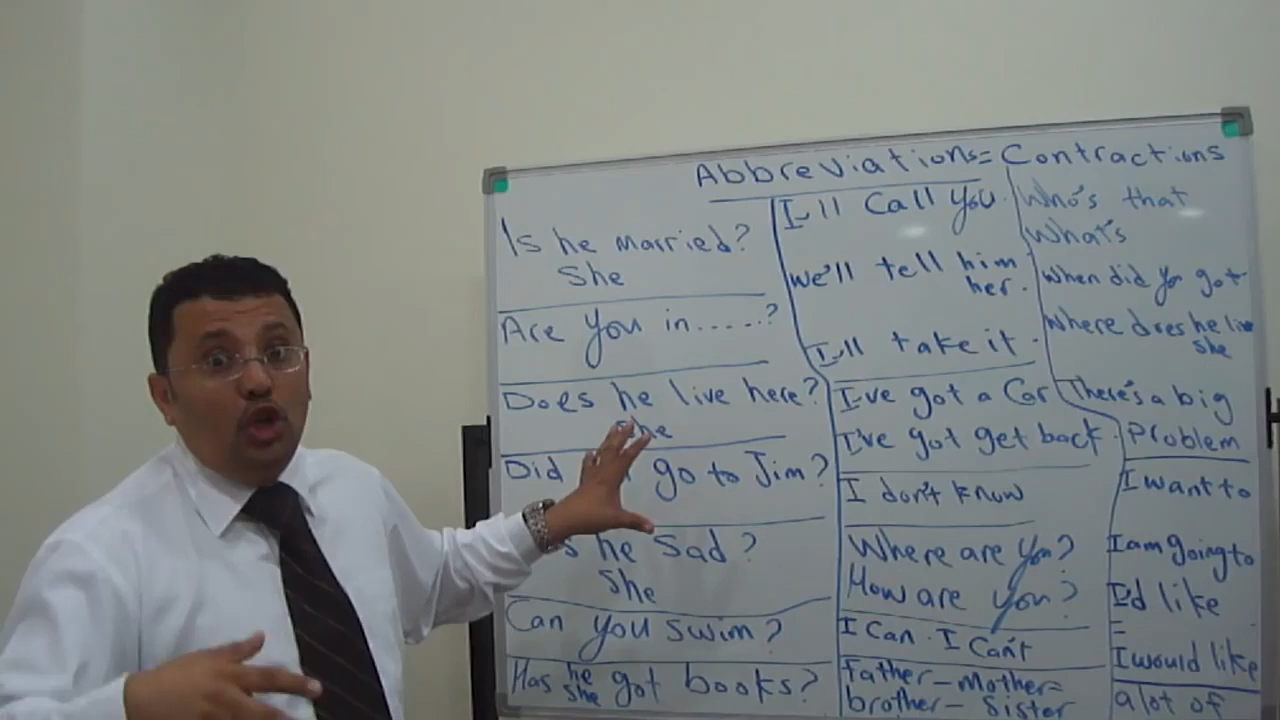 Abbreviations = Contractions
Is he married?
She
Are you in......?
Does he live here?
she
Did go to Jim?
he sad?
She
Can you swim?
Has he got books?
she
I'll Call you.
we'll tell him
her.
I'll take it.
I've got a Car
I've got get back.
I don't know
Where are you?
How are you?
I Can. I Can't
father - Mother =
brother - Sister
Who's that
What's
When did you got
Where does he live
she
There's a big
Problem
I want to
I am going to
I'd like
=
I would like
a lot of